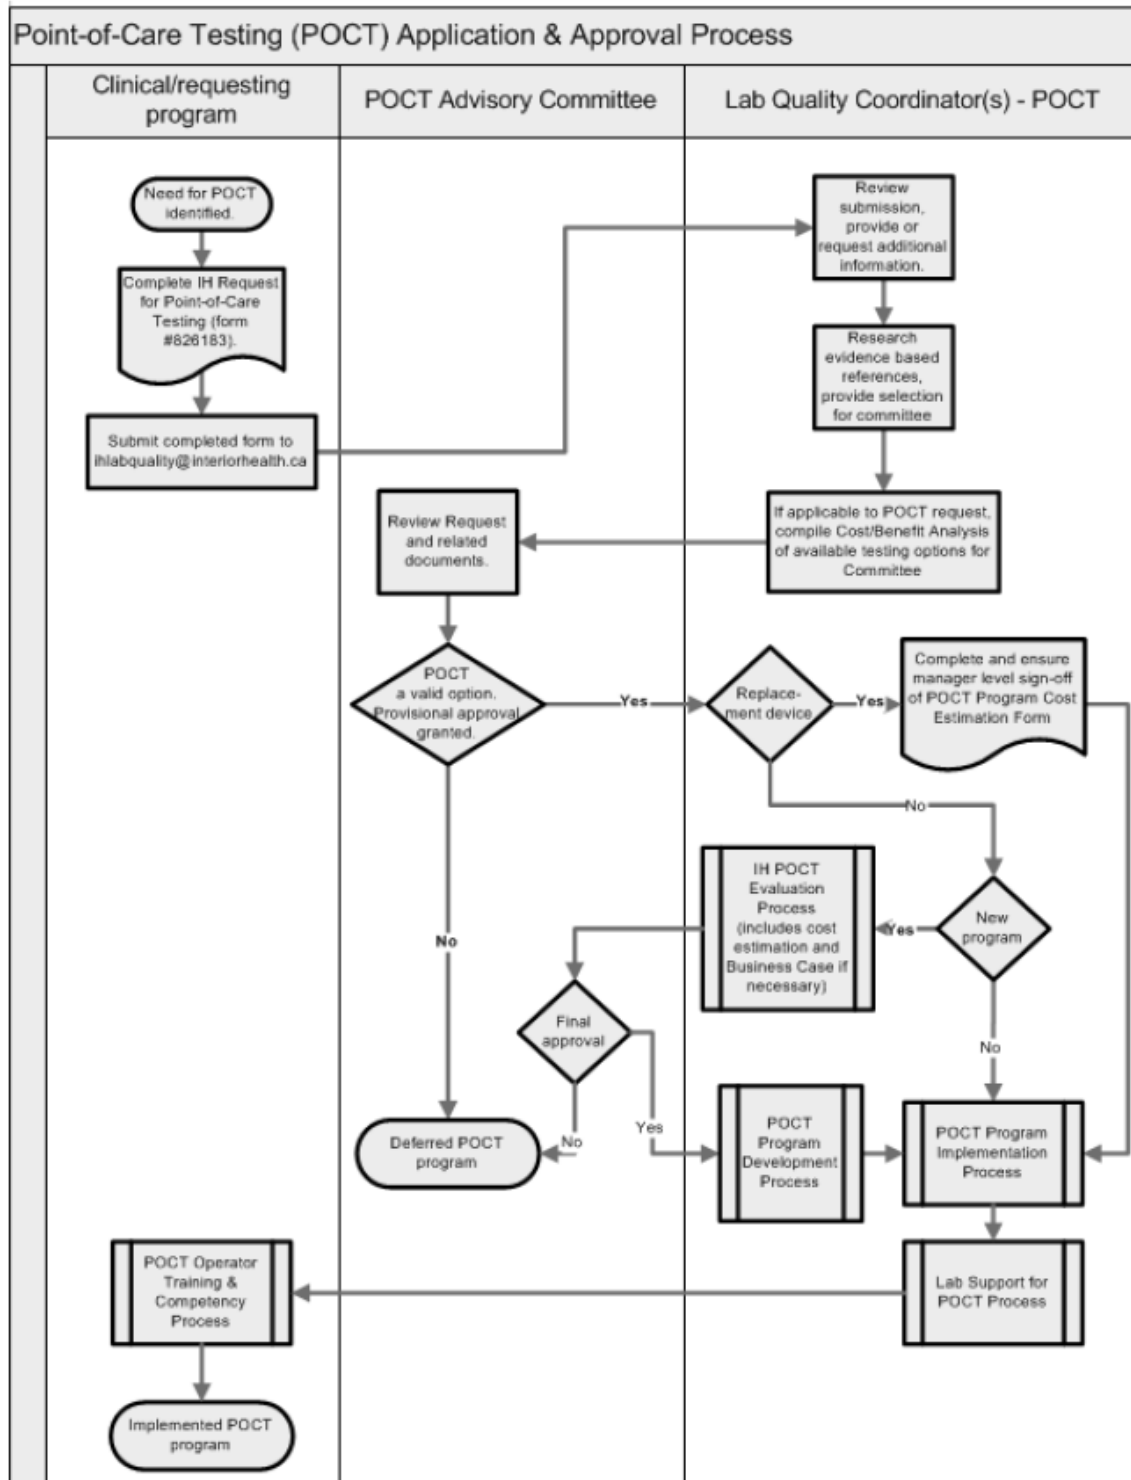 Point-of-Care Testing (POCT) Application & Approval Process
Clinical/requesting
program
POCT Advisory Committee
Lab Quality Coordinator(s) - POCT
Need for POCT
identified.
Complete IH Request
for Point-of-Care
Testing (form
#826183).
Submit completed form to
ihlabquality@interiorhealth.ca
Review
submission,
provide or
request additional
information.
Research
evidence based
references,
provide selection
for committee
If applicable to POCT request,
compile Cost/Benefit Analysis
of available testing options for
Committee
Review Request
and related
documents.
POCT
a valid option.
Provisional approval
granted.
Yes
Replace-
ment device
Yes
Complete and ensure
manager level sign-off
of POCT Program Cost
Estimation Form
No
No
New
program
Yes
IH POCT
Evaluation
Process
(includes cost
estimation and
Business Case if
necessary)
Final
approval
No
Yes
No
Deferred POCT
program
POCT
Program
Development
Process
POCT Program
Implementation
Process
Lab Support for
POCT Process
POCT Operator
Training &
Competency
Process
Implemented POCT
program